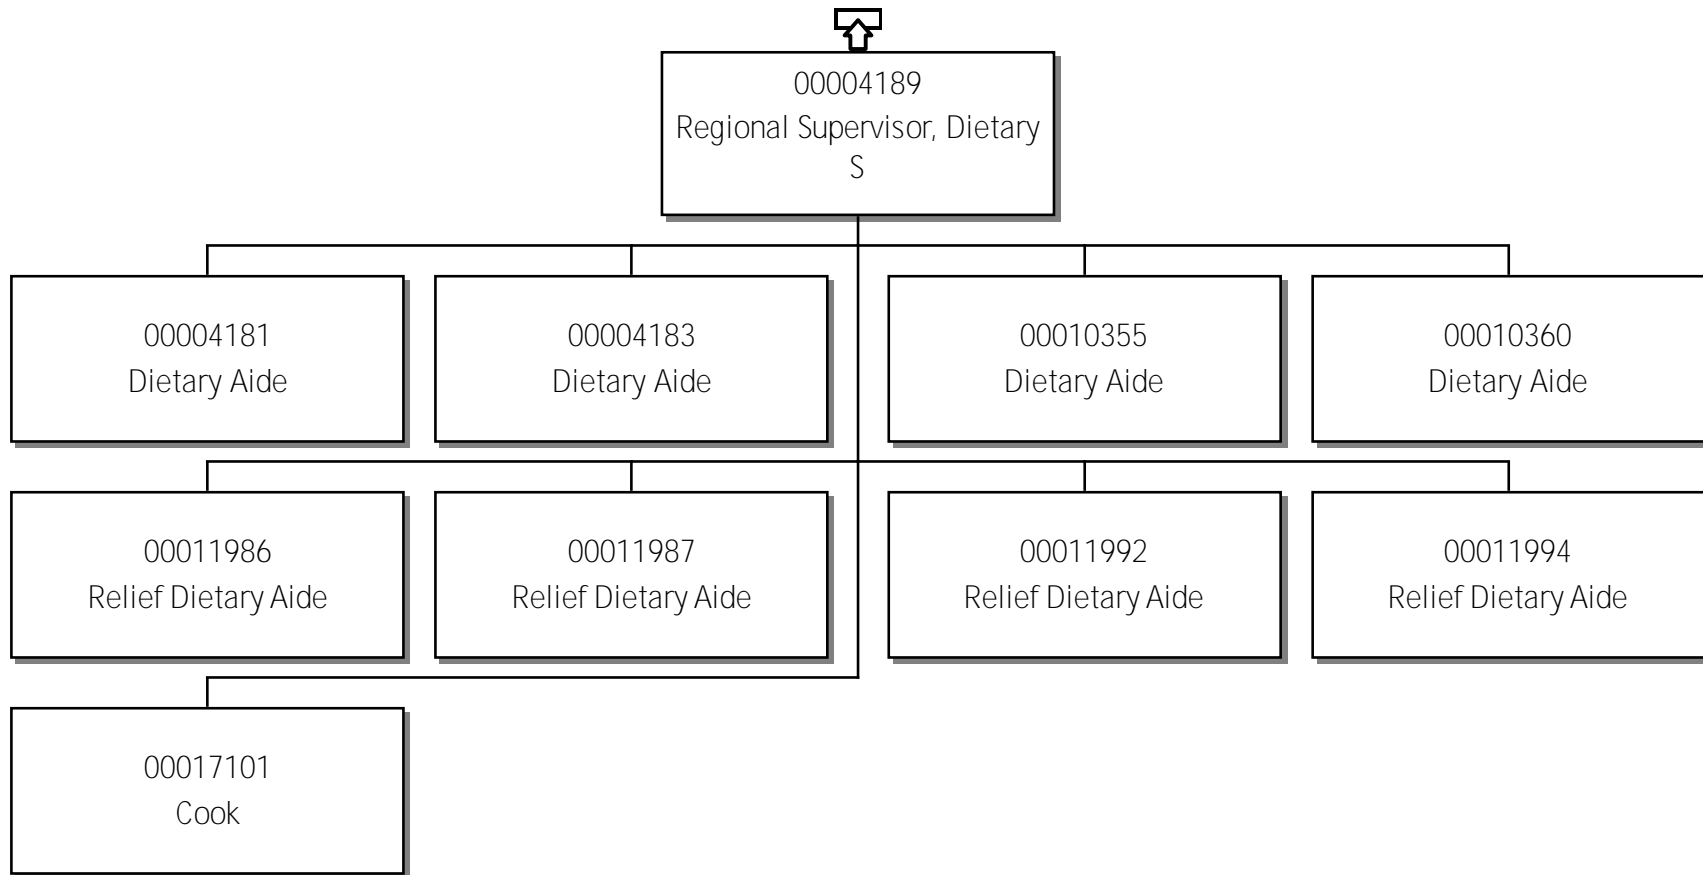 00004189
Regional Supervisor, Dietary
S
00004181
Dietary Aide
00004183
Dietary Aide
00010355
Dietary Aide
00010360
Dietary Aide
00011986
Relief Dietary Aide
00011987
Relief Dietary Aide
00011992
Relief Dietary Aide
00011994
Relief Dietary Aide
00017101
Cook